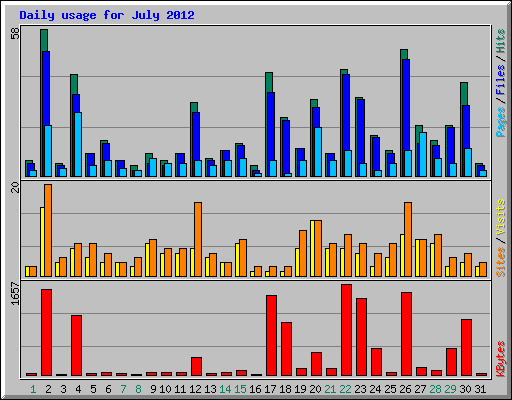 Daily usage for July 2012
58
20
1657
Pages / Files / Hits
Sites / Visits
KBytes
1 2 3 4 5 6 7 8 9 10 11 12 13 14 15 16 17 18 19 20 21 22 23 24 25 26 27 28 29 30 31